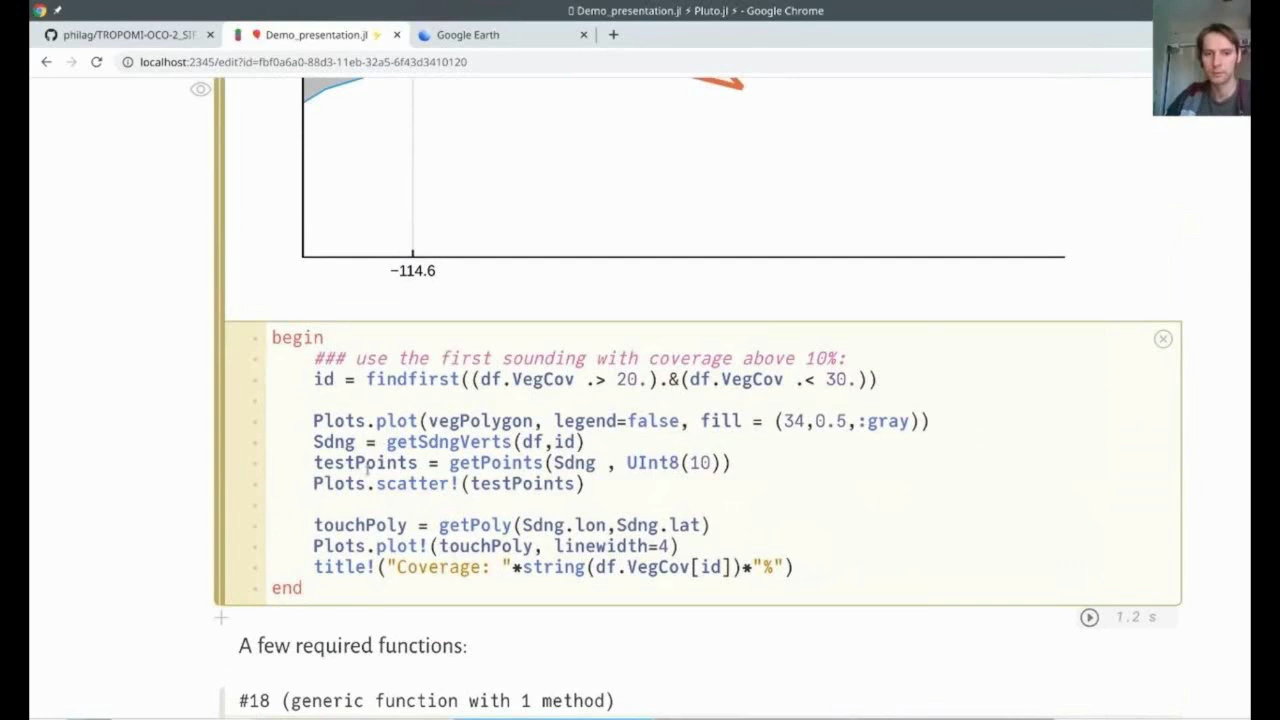 Demo_presentation.jl ⚡ Pluto.jl ⚡ - Google Chrome
philag/TROPOMI-OCO-2_SIF
Demo_presentation.jl
Google Earth
localhost:2345/edit?id=fbf0a6a0-88d3-11eb-32a5-6f43d3410120
−114.6
begin
### use the first sounding with coverage above 10%:
id = findfirst((df.VegCov .> 20.).&(df.VegCov .< 30.))
Plots.plot(vegPolygon, legend=false, fill = (34,0.5,:gray))
Sdng = getSdngVerts(df,id)
testPoints = getPoints(Sdng , UInt8(10))
Plots.scatter!(testPoints)
touchPoly = getPoly(Sdng.lon,Sdng.lat)
Plots.plot!(touchPoly, linewidth=4)
title!("Coverage: "*string(df.VegCov[id])*"%")
end
1.2 s
A few required functions:
#18 (generic function with 1 method)